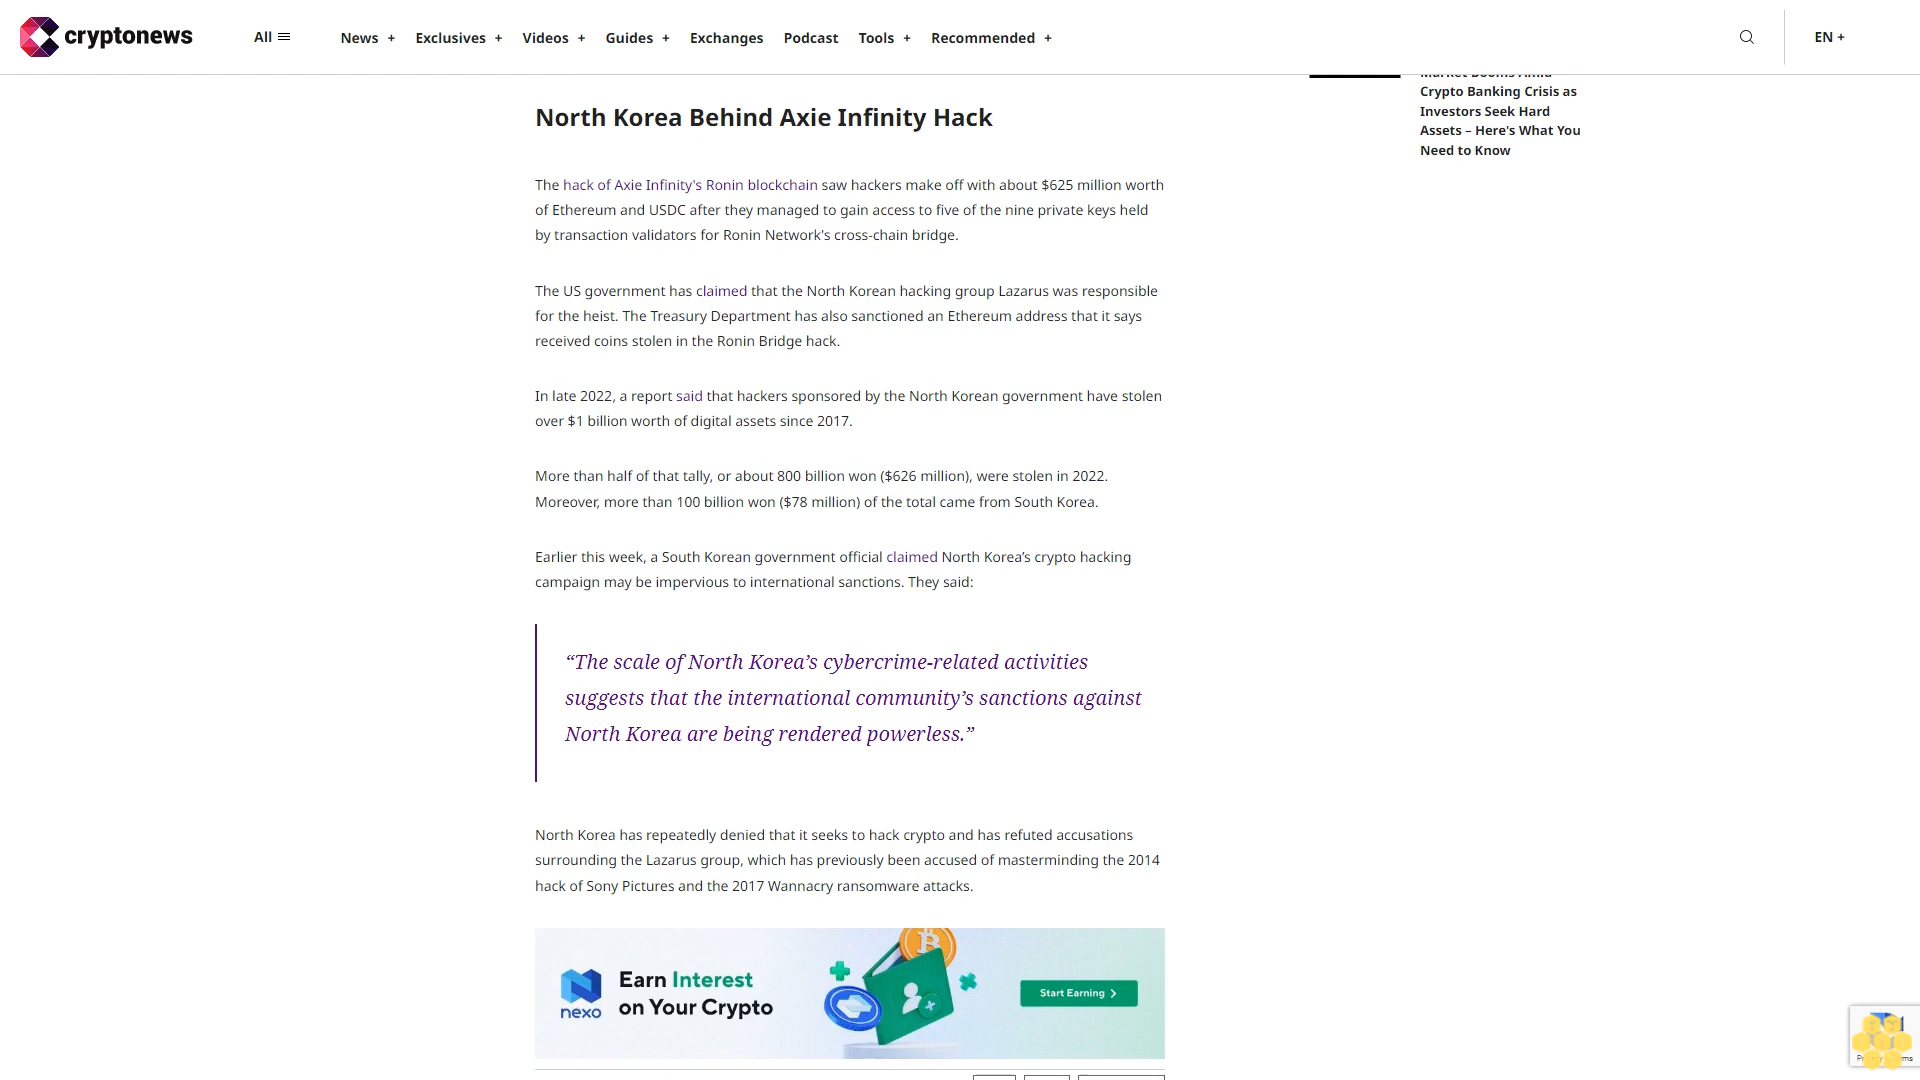 cryptonews
All
News +
Exclusives +
Videos +
Guides +
Exchanges
Podcast
Tools +
Recommended +
EN +
Crypto Banking Crisis as
Investors Seek Hard
Assets – Here's What You
Need to Know
North Korea Behind Axie Infinity Hack
The hack of Axie Infinity's Ronin blockchain saw hackers make off with about $625 million worth
of Ethereum and USDC after they managed to gain access to five of the nine private keys held
by transaction validators for Ronin Network's cross-chain bridge.
The US government has claimed that the North Korean hacking group Lazarus was responsible
for the heist. The Treasury Department has also sanctioned an Ethereum address that it says
received coins stolen in the Ronin Bridge hack.
In late 2022, a report said that hackers sponsored by the North Korean government have stolen
over $1 billion worth of digital assets since 2017.
More than half of that tally, or about 800 billion won ($626 million), were stolen in 2022.
Moreover, more than 100 billion won ($78 million) of the total came from South Korea.
Earlier this week, a South Korean government official claimed North Korea’s crypto hacking
campaign may be impervious to international sanctions. They said:
“The scale of North Korea’s cybercrime-related activities
suggests that the international community’s sanctions against
North Korea are being rendered powerless.”
North Korea has repeatedly denied that it seeks to hack crypto and has refuted accusations
surrounding the Lazarus group, which has previously been accused of masterminding the 2014
hack of Sony Pictures and the 2017 Wannacry ransomware attacks.
nexo
Earn Interest
on Your Crypto
Start Earning